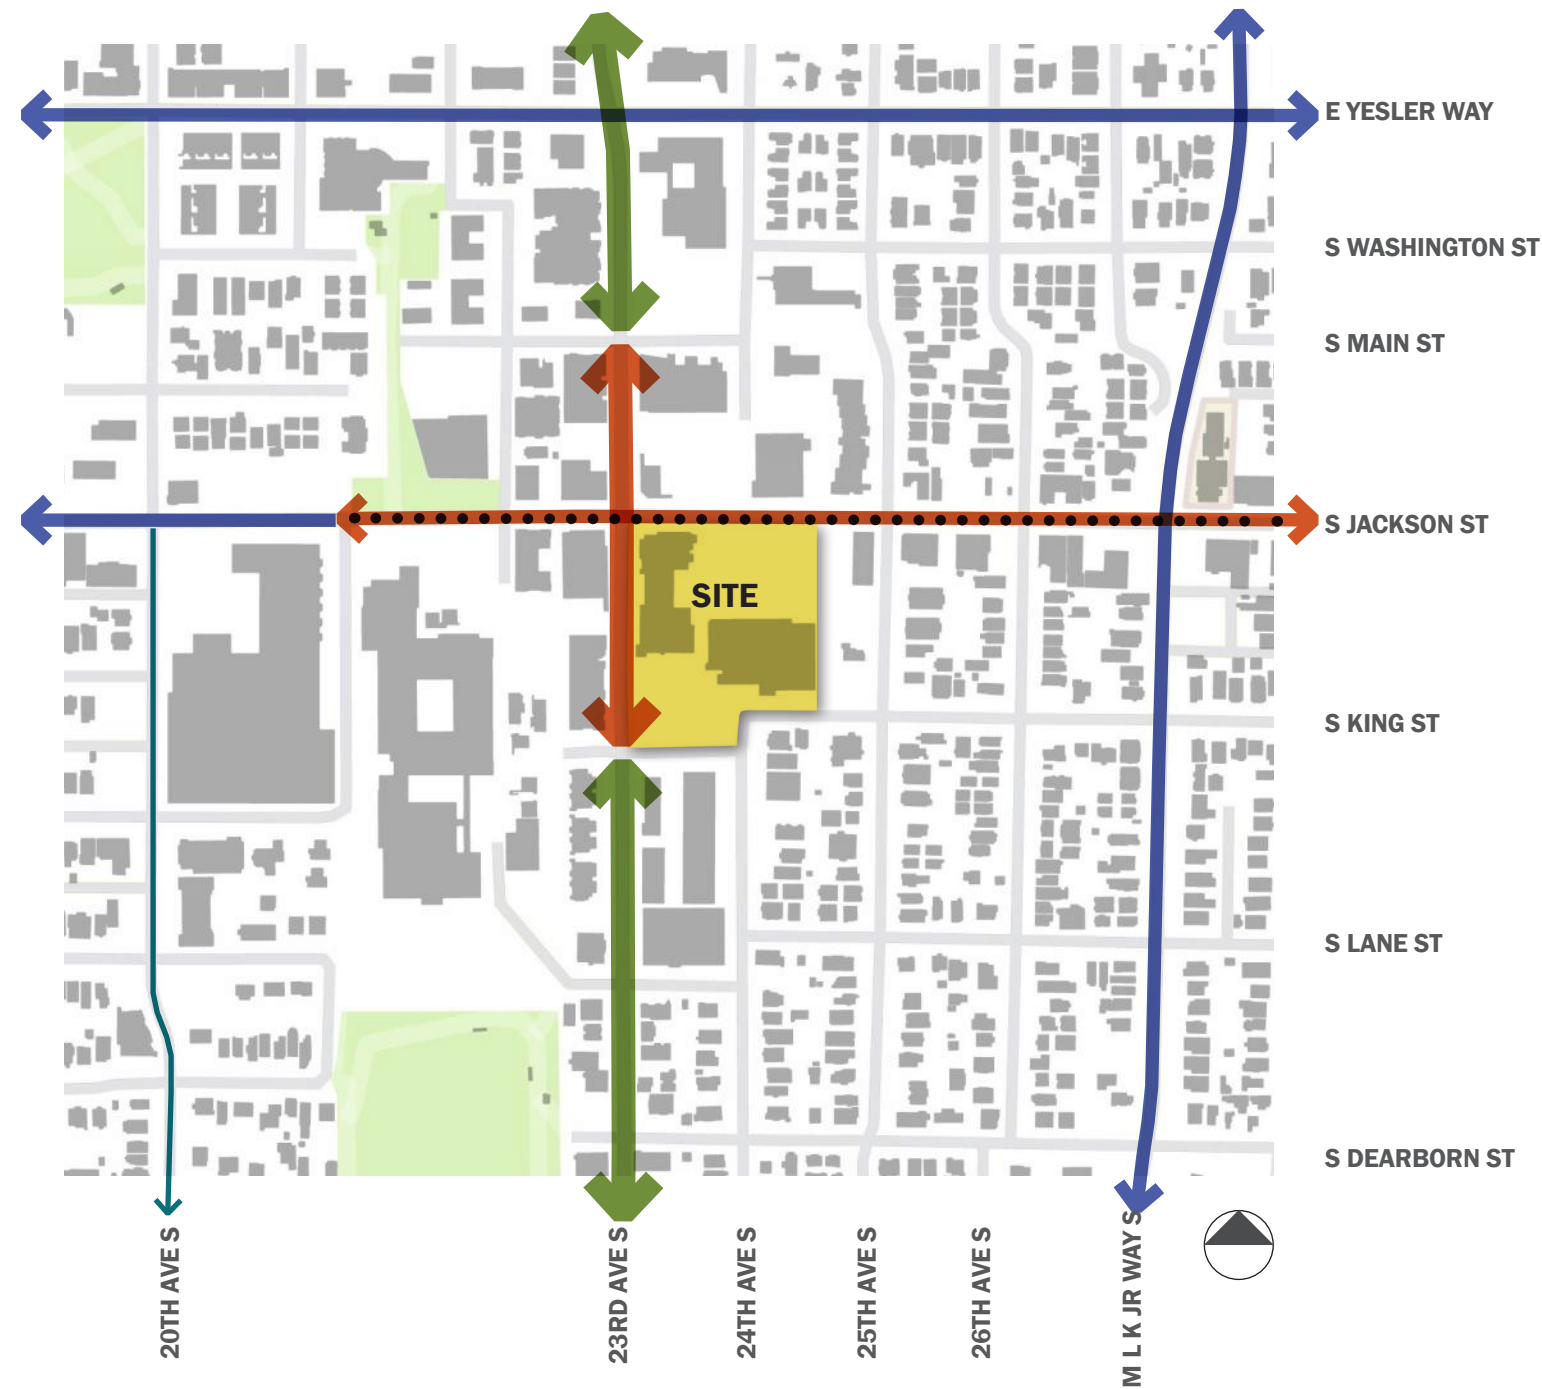 E YESLER WAY
S WASHINGTON ST
S MAIN ST
S JACKSON ST
SITE
S KING ST
S LANE ST
S DEARBORN ST
20TH AVE S
23RD AVE S
24TH AVE S
25TH AVE S
26TH AVE S
M L K JR WAY S